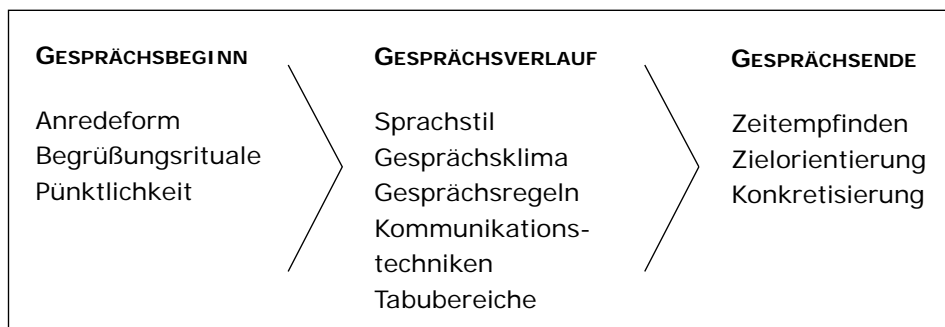 GESPRÄCHSBEGINN
Anredeform
Begrüßungsrituale
Pünktlichkeit
GESPRÄCHSVERLAUF
Sprachstil
Gesprächsklima
Gesprächsregeln
Kommunikations-
techniken
Tabubereiche
GESPRÄCHSENDE
Zeitempfinden
Zielorientierung
Konkretisierung